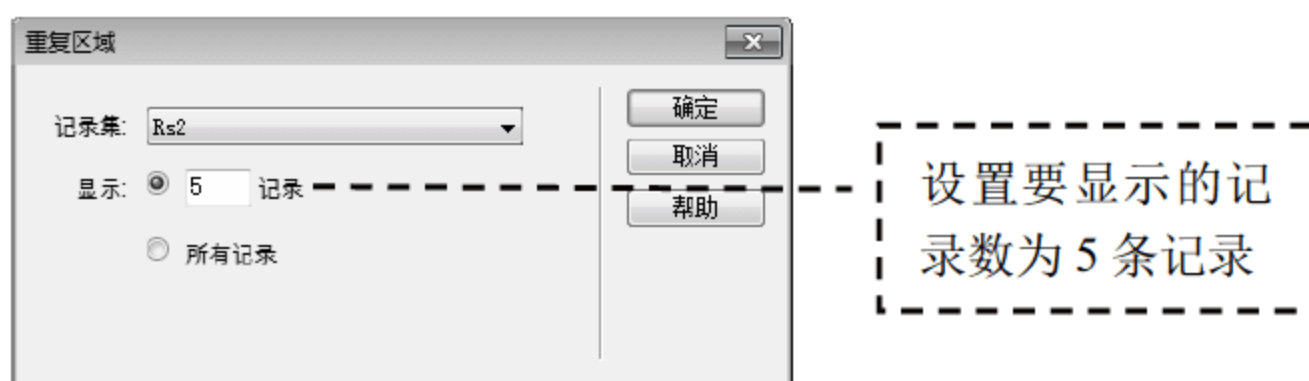 重复区域
记录集: Rs2
确定
取消
显示: 5 记录
帮助
所有记录
设置要显示的记
录数为 5 条记录